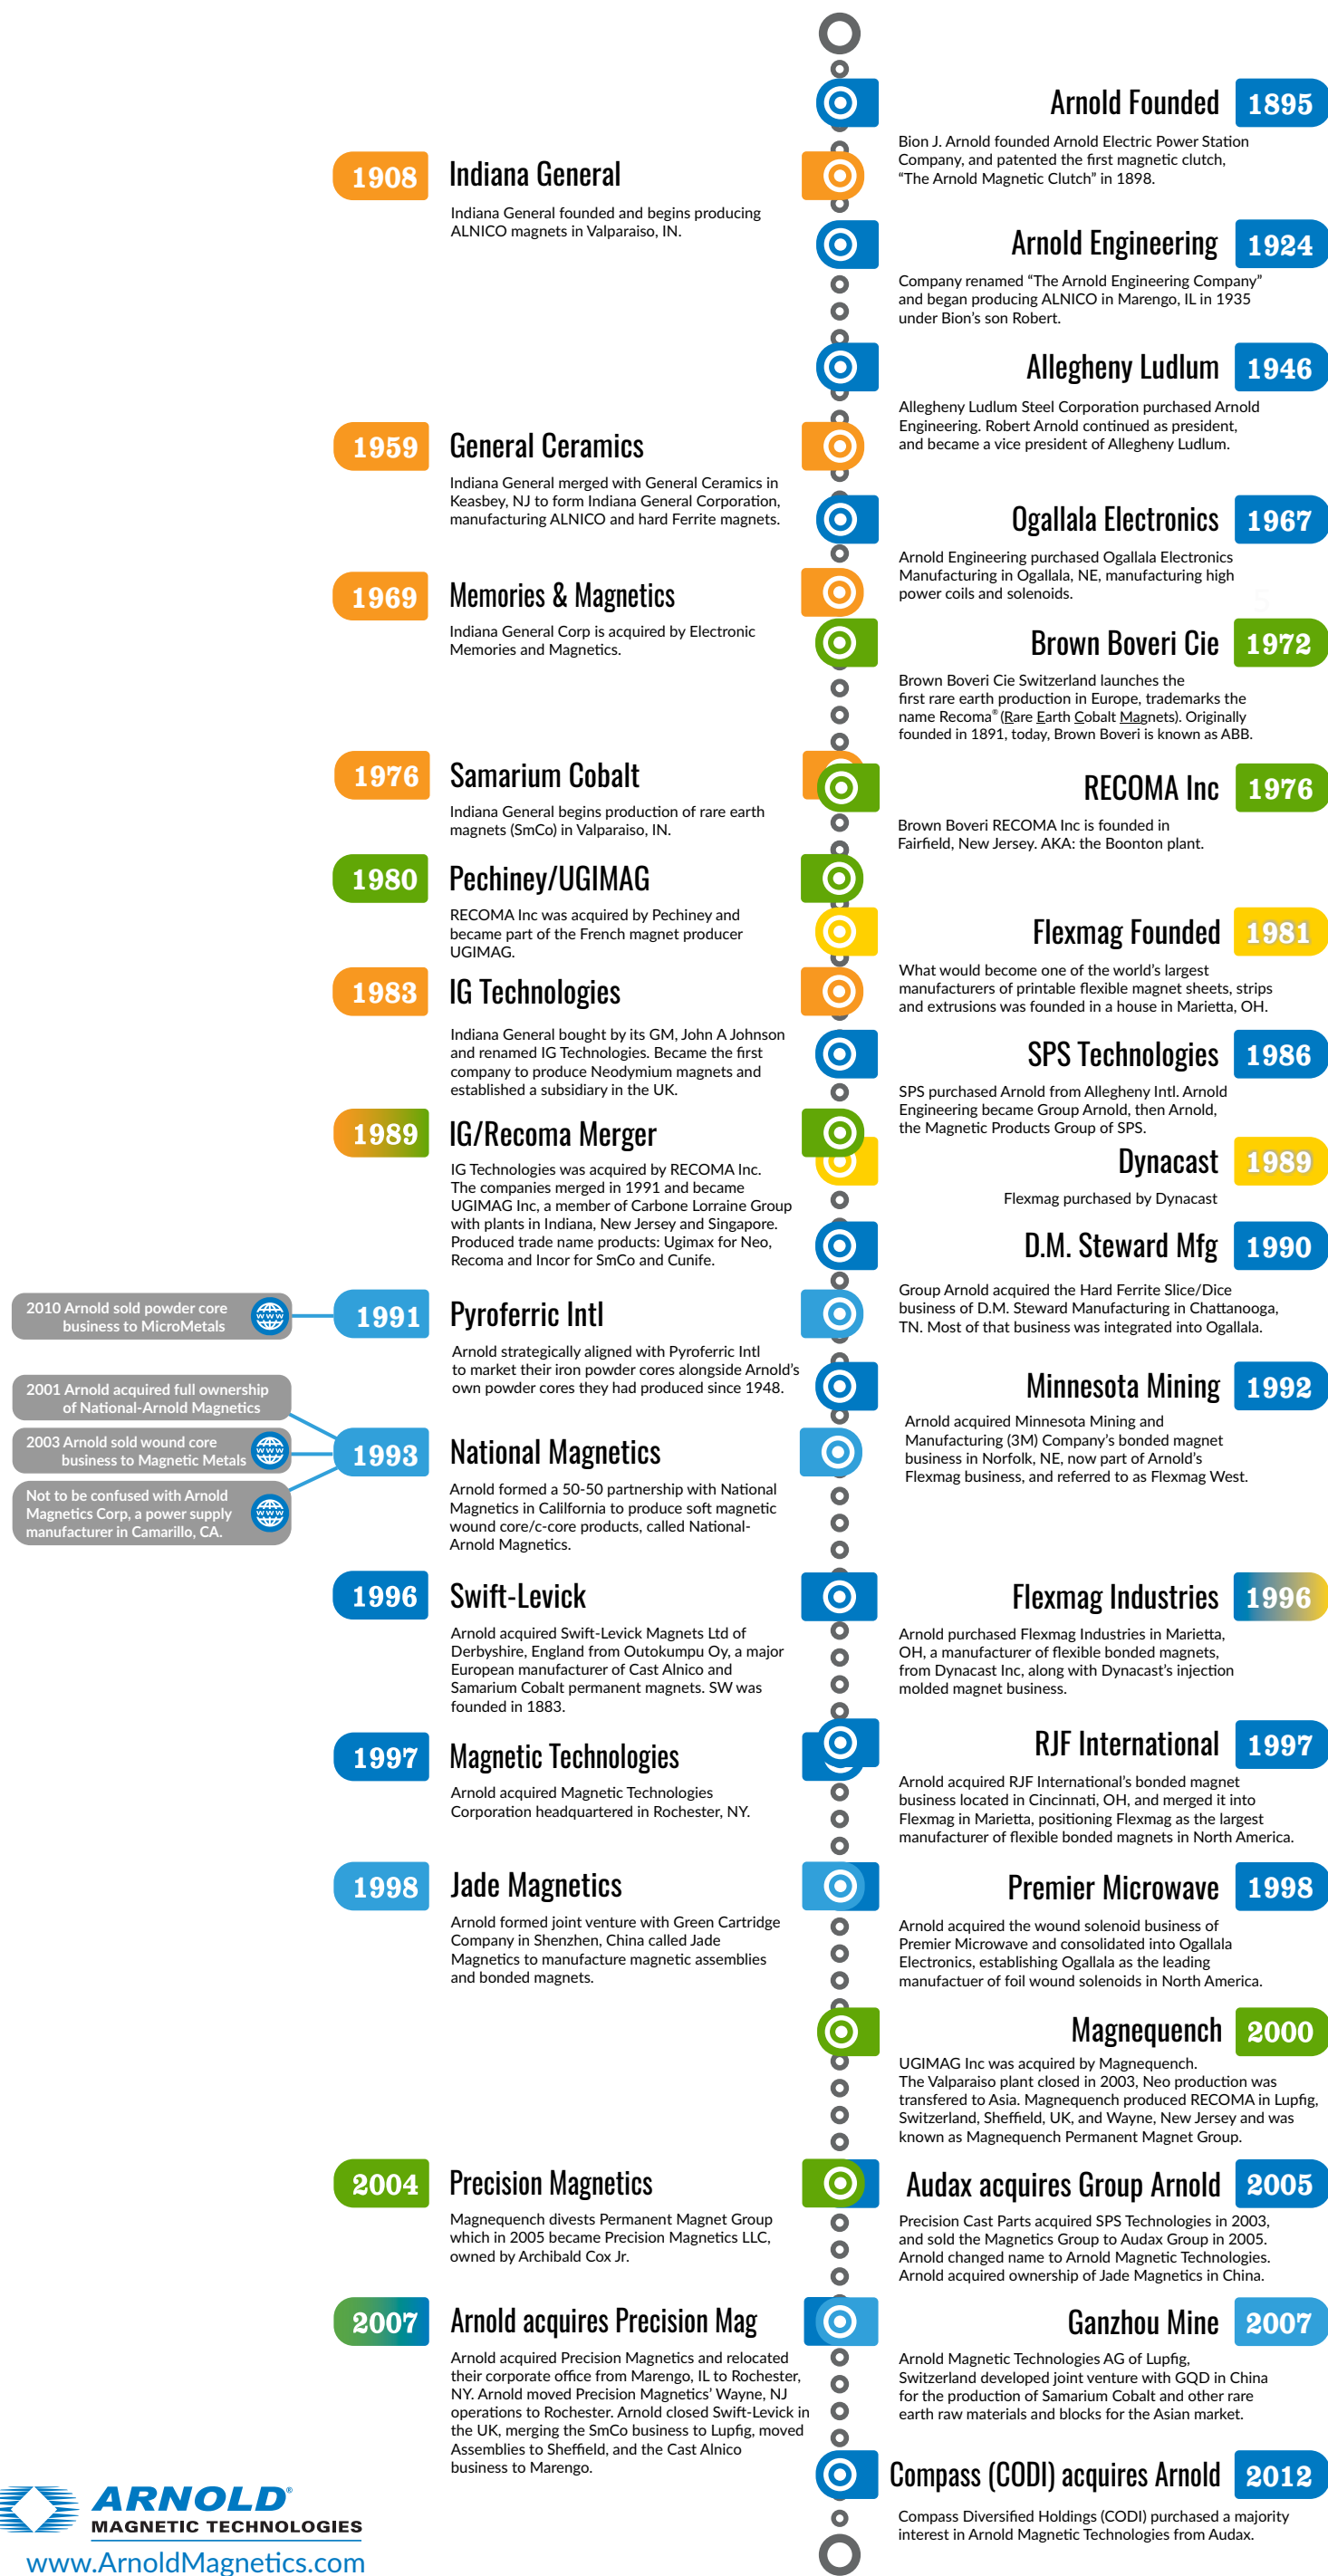 Arnold Founded 1895
Bion J. Arnold founded Arnold Electric Power Station
Company, and patented the first magnetic clutch,
“The Arnold Magnetic Clutch” in 1898.
1908 Indiana General
Indiana General founded and begins producing
ALNICO magnets in Valparaiso, IN.
Arnold Engineering 1924
Company renamed “The Arnold Engineering Company”
and began producing ALNICO in Marengo, IL in 1935
under Bion’s son Robert.
Allegheny Ludlum 1946
Allegheny Ludlum Steel Corporation purchased Arnold
Engineering. Robert Arnold continued as president,
and became a vice president of Allegheny Ludlum.
1959 General Ceramics
Indiana General merged with General Ceramics in
Keasbey, NJ to form Indiana General Corporation,
manufacturing ALNICO and hard Ferrite magnets.
Ogallala Electronics 1967
Arnold Engineering purchased Ogallala Electronics
Manufacturing in Ogallala, NE, manufacturing high
power coils and solenoids.
1969 Memories & Magnetics
Indiana General Corp is acquired by Electronic
Memories and Magnetics.
Brown Boveri Cie 1972
Brown Boveri Cie Switzerland launches the
first rare earth production in Europe, trademarks the
name Recoma® (Rare Earth Cobalt Magnets). Originally
founded in 1891, today, Brown Boveri is known as ABB.
1976 Samarium Cobalt
Indiana General begins production of rare earth
magnets (SmCo) in Valparaiso, IN.
RECOMA Inc 1976
Brown Boveri RECOMA Inc is founded in
Fairfield, New Jersey. AKA: the Boonton plant.
1980 Pechiney/UGIMAG
RECOMA Inc was acquired by Pechiney and
became part of the French magnet producer
UGIMAG.
Flexmag Founded 1981
What would become one of the world’s largest
manufacturers of printable flexible magnet sheets, strips
and extrusions was founded in a house in Marietta, OH.
1983 IG Technologies
Indiana General bought by its GM, John A Johnson
and renamed IG Technologies. Became the first
company to produce Neodymium magnets and
established a subsidiary in the UK.
SPS Technologies 1986
SPS purchased Arnold from Allegheny Intl. Arnold
Engineering became Group Arnold, then Arnold,
the Magnetic Products Group of SPS.
1989 IG/Recoma Merger
IG Technologies was acquired by RECOMA Inc.
The companies merged in 1991 and became
UGIMAG Inc, a member of Carbone Lorraine Group
with plants in Indiana, New Jersey and Singapore.
Produced trade name products: Ugimax for Neo,
Recoma and Incor for SmCo and Cunife.
Dynacast 1989
Flexmag purchased by Dynacast
D.M. Steward Mfg 1990
Group Arnold acquired the Hard Ferrite Slice/Dice
business of D.M. Steward Manufacturing in Chattanooga,
TN. Most of that business was integrated into Ogallala.
2010 Arnold sold powder core
business to MicroMetals
WWW
1991 Pyroferric Intl
Arnold strategically aligned with Pyroferric Intl
to market their iron powder cores alongside Arnold’s
own powder cores they had produced since 1948.
Minnesota Mining 1992
Arnold acquired Minnesota Mining and
Manufacturing (3M) Company’s bonded magnet
business in Norfolk, NE, now part of Arnold’s
Flexmag business, and referred to as Flexmag West.
2001 Arnold acquired full ownership
of National-Arnold Magnetics
2003 Arnold sold wound core
business to Magnetic Metals
WWW
Not to be confused with Arnold
Magnetics Corp, a power supply
manufacturer in Camarillo, CA.
WWW
1993 National Magnetics
Arnold formed a 50-50 partnership with National
Magnetics in Calilfornia to produce soft magnetic
wound core/c-core products, called National-
Arnold Magnetics.
1996 Swift-Levick
Arnold acquired Swift-Levick Magnets Ltd of
Derbyshire, England from Outokumpu Oy, a major
European manufacturer of Cast Alnico and
Samarium Cobalt permanent magnets. SW was
founded in 1883.
Flexmag Industries 1996
Arnold purchased Flexmag Industries in Marietta,
OH, a manufacturer of flexible bonded magnets,
from Dynacast Inc, along with Dynacast’s injection
molded magnet business.
1997 Magnetic Technologies
Arnold acquired Magnetic Technologies
Corporation headquartered in Rochester, NY.
RJF International 1997
Arnold acquired RJF International’s bonded magnet
business located in Cincinnati, OH, and merged it into
Flexmag in Marietta, positioning Flexmag as the largest
manufacturer of flexible bonded magnets in North America.
1998 Jade Magnetics
Arnold formed joint venture with Green Cartridge
Company in Shenzhen, China called Jade
Magnetics to manufacture magnetic assemblies
and bonded magnets.
Premier Microwave 1998
Arnold acquired the wound solenoid business of
Premier Microwave and consolidated into Ogallala
Electronics, establishing Ogallala as the leading
manufactuer of foil wound solenoids in North America.
Magnequench 2000
UGIMAG Inc was acquired by Magnequench.
The Valparaiso plant closed in 2003, Neo production was
transfered to Asia. Magnequench produced RECOMA in Lupfig,
Switzerland, Sheffield, UK, and Wayne, New Jersey and was
known as Magnequench Permanent Magnet Group.
2004 Precision Magnetics
Magnequench divests Permanent Magnet Group
which in 2005 became Precision Magnetics LLC,
owned by Archibald Cox Jr.
Audax acquires Group Arnold 2005
Precision Cast Parts acquired SPS Technologies in 2003,
and sold the Magnetics Group to Audax Group in 2005.
Arnold changed name to Arnold Magnetic Technologies.
Arnold acquired ownership of Jade Magnetics in China.
2007 Arnold acquires Precision Mag
Arnold acquired Precision Magnetics and relocated
their corporate office from Marengo, IL to Rochester,
NY. Arnold moved Precision Magnetics’ Wayne, NJ
operations to Rochester. Arnold closed Swift-Levick in
the UK, merging the SmCo business to Lupfig, moved
Assemblies to Sheffield, and the Cast Alnico
business to Marengo.
Ganzhou Mine 2007
Arnold Magnetic Technologies AG of Lupfig,
Switzerland developed joint venture with GQD in China
for the production of Samarium Cobalt and other rare
earth raw materials and blocks for the Asian market.
Compass (CODI) acquires Arnold 2012
Compass Diversified Holdings (CODI) purchased a majority
interest in Arnold Magnetic Technologies from Audax.
ARNOLD®
MAGNETIC TECHNOLOGIES
www.ArnoldMagnetics.com